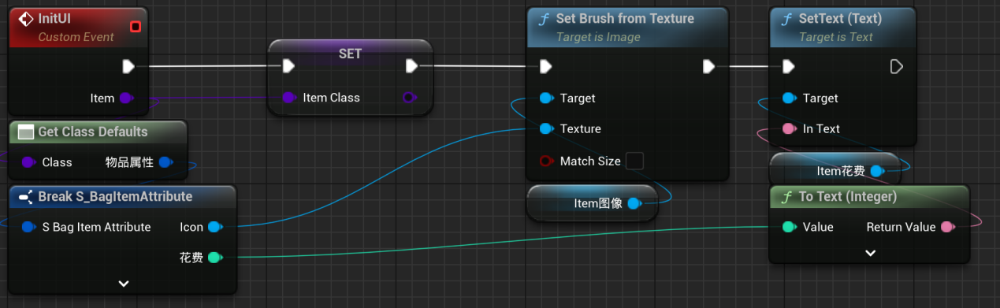 InitUI
Custom Event
Item
SET
Item Class
Set Brush from Texture
Target is Image
Target
Texture
Match Size
SetText (Text)
Target is Text
Target
In Text
Get Class Defaults
Class
物品属性
Break S_BagItemAttribute
S Bag Item Attribute
Icon
花费
Item图像
Item花费
To Text (Integer)
Value
Return Value